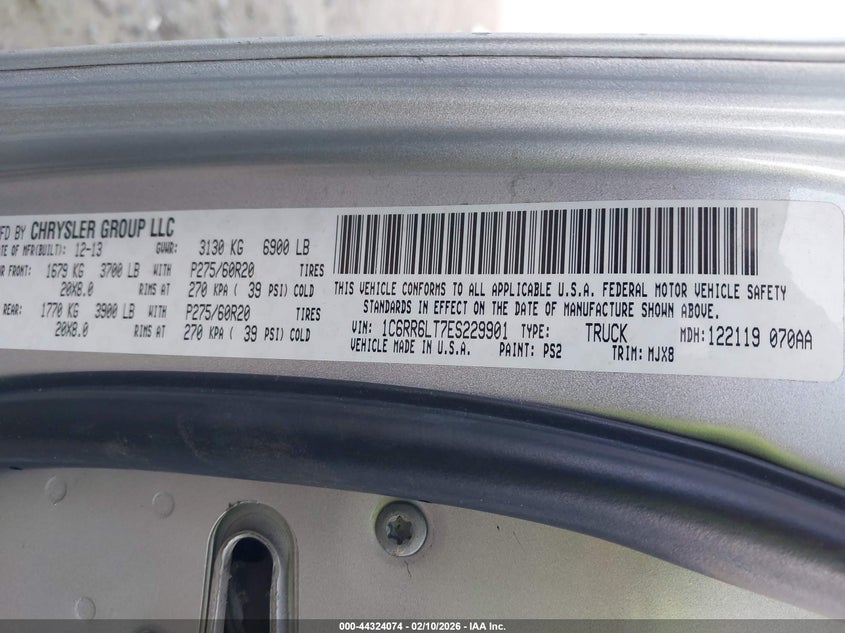 MFD BY CHRYSLER GROUP LLC
DATE OF MFR(BUILT): 12-13 GVWR: 3130 KG 6900 LB
FRONT: 1679 KG 3700 LB WITH P275/60R20 TIRES
20X8.0 RIMS AT 270 KPA ( 39 PSI) COLD
REAR: 1770 KG 3900 LB WITH P275/60R20 TIRES
20X8.0 RIMS AT 270 KPA ( 39 PSI) COLD
THIS VEHICLE CONFORMS TO ALL APPLICABLE U.S.A. FEDERAL MOTOR VEHICLE SAFETY
STANDARDS IN EFFECT ON THE DATE OF MANUFACTURE SHOWN ABOVE.
VIN: 1C6RR6LT7ES229901 TYPE: TRUCK MDH: 122119 070AA
VEHICLE MADE IN U.S.A. PAINT: PS2 TRIM: MJX8
000-44324074 - 02/10/2026 - IAA Inc.